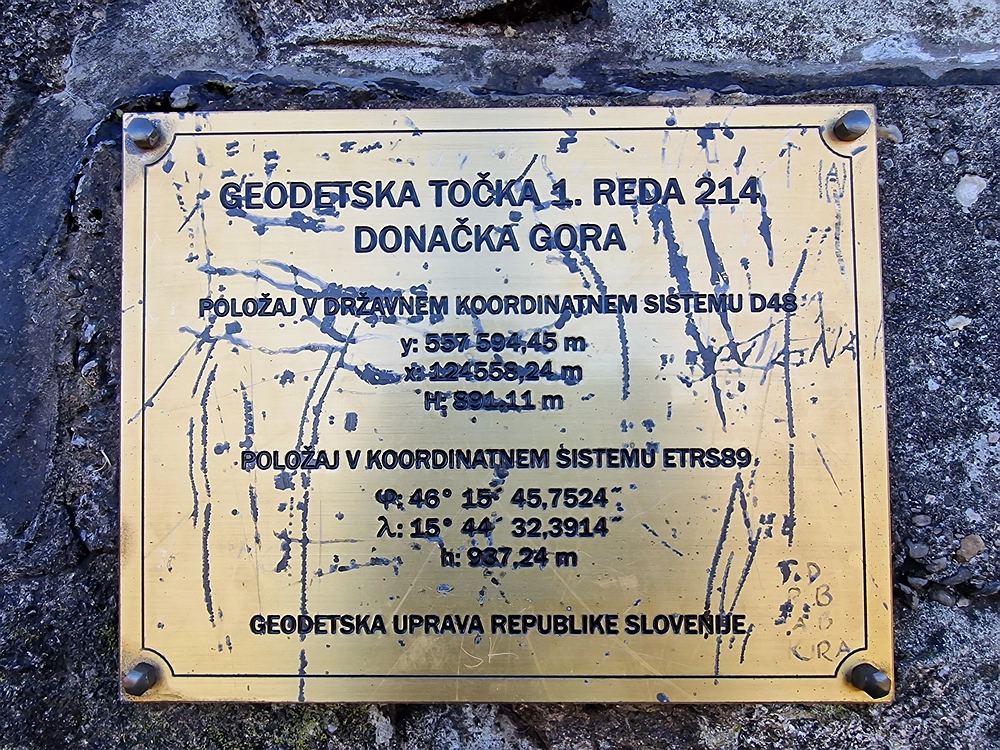 GEODETSKA TOČKA 1. REDA 214
DONAČKA GORA
POLOŽAJ V DRŽAVNEM KOORDINATNEM SISTEMU D48
y: 557 594,45 m
x: 124558,24 m
H: 891,11 m
POLOŽAJ V KOORDINATNEM SISTEMU ETRS89
φ: 46° 15´ 45,7524˝
λ: 15° 44´ 32,3914˝
h: 937,24 m
T.D
GEODETSKA UPRAVA REPUBLIKE SLOVENIJE